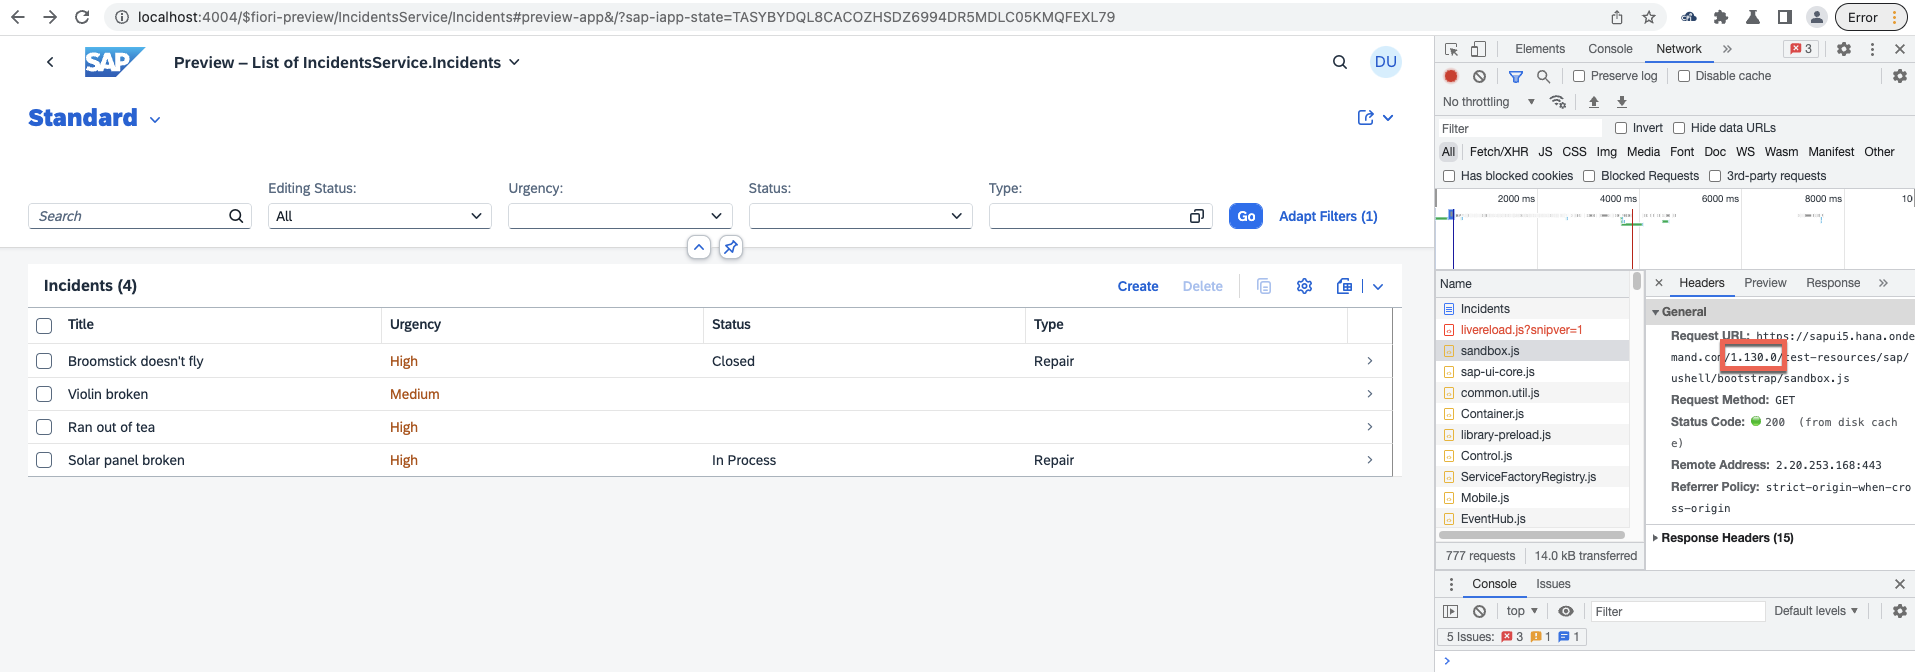 localhost:4004/$fiori-preview/IncidentsService/Incidents#preview-app&/?sap-iapp-state=TASYBYDQL8CACOZHSDZ6994DR5MDLC05KMQFEXL79
Error
SAP
Preview – List of IncidentsService.Incidents
DU
Standard
Editing Status:
Urgency:
Status:
Type:
Search
All
Go
Adapt Filters (1)
Incidents (4)
Create
Delete
Title
Urgency
Status
Type
Broomstick doesn't fly
High
Closed
Repair
Violin broken
Medium
Ran out of tea
High
Solar panel broken
High
In Process
Repair
Elements
Console
Network
3
Preserve log
Disable cache
No throttling
Filter
Invert
Hide data URLs
All
Fetch/XHR
JS
CSS
Img
Media
Font
Doc
WS
Wasm
Manifest
Other
Has blocked cookies
Blocked Requests
3rd-party requests
2000 ms
4000 ms
6000 ms
8000 ms
10
Name
Incidents
livereload.js?snipver=1
sandbox.js
sap-ui-core.js
common.util.js
Container.js
library-preload.js
Control.js
ServiceFactoryRegistry.js
Mobile.js
EventHub.js
777 requests
14.0 kB transferred
Headers
Preview
Response
General
Request URL: https://sapui5.hana.onde
mand.com/1.130.0/test-resources/sap/
ushell/bootstrap/sandbox.js
Request Method: GET
Status Code: 200 (from disk cach
e)
Remote Address: 2.20.253.168:443
Referrer Policy: strict-origin-when-cro
ss-origin
Response Headers (15)
Console
Issues
top
Filter
Default levels
5 Issues: 3 1 1